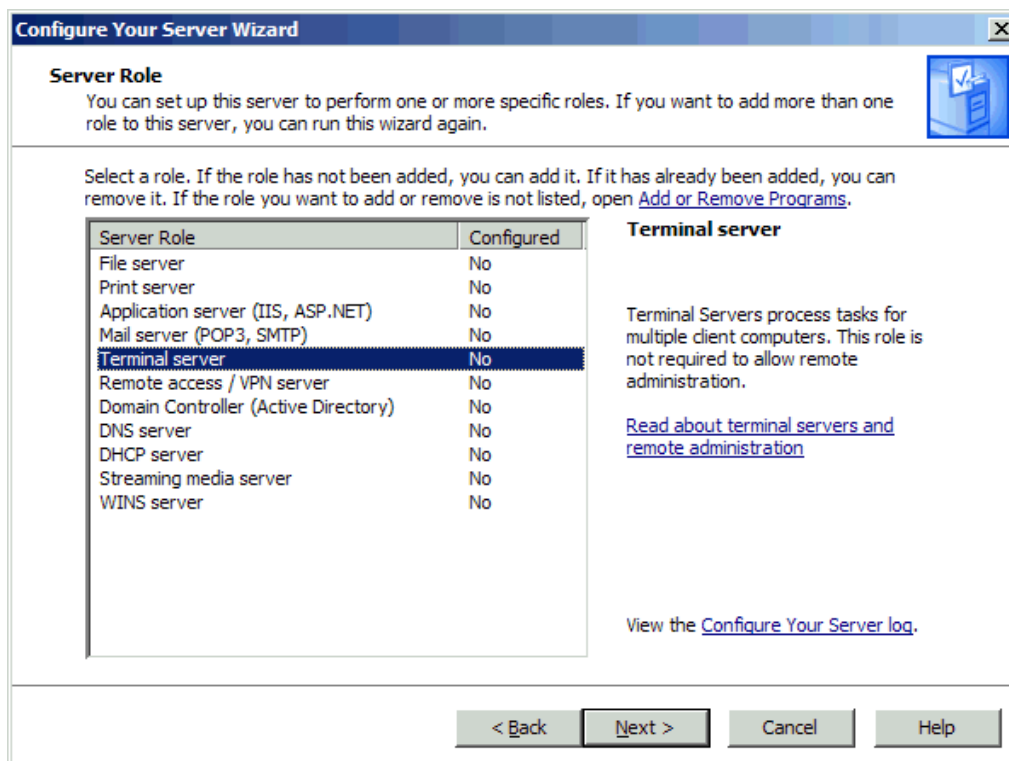 Configure Your Server Wizard
Server Role
You can set up this server to perform one or more specific roles. If you want to add more than one
role to this server, you can run this wizard again.
Select a role. If the role has not been added, you can add it. If it has already been added, you can
remove it. If the role you want to add or remove is not listed, open Add or Remove Programs.
Server Role Configured
File server No
Print server No
Application server (IIS, ASP.NET) No
Mail server (POP3, SMTP) No
Terminal server No
Remote access / VPN server No
Domain Controller (Active Directory) No
DNS server No
DHCP server No
Streaming media server No
WINS server No
Terminal server
Terminal Servers process tasks for
multiple client computers. This role is
not required to allow remote
administration.
Read about terminal servers and
remote administration
View the Configure Your Server log.
< Back Next > Cancel Help